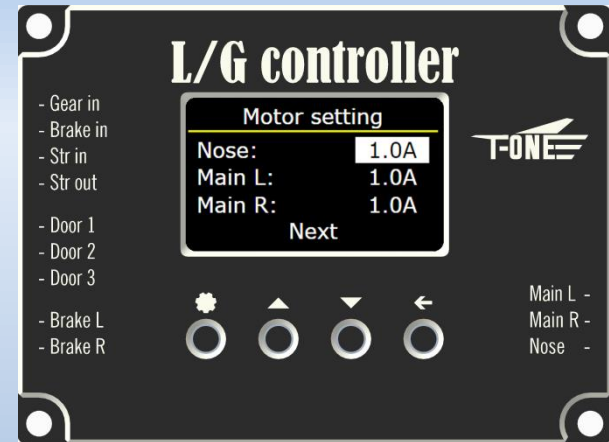 L/G controller
- Gear in
- Brake in
- Str in
- Str out
- Door 1
- Door 2
- Door 3
- Brake L
- Brake R
Motor setting
Nose: 1.0A
Main L: 1.0A
Main R: 1.0A
Next
T-ONE
Main L -
Main R -
Nose -